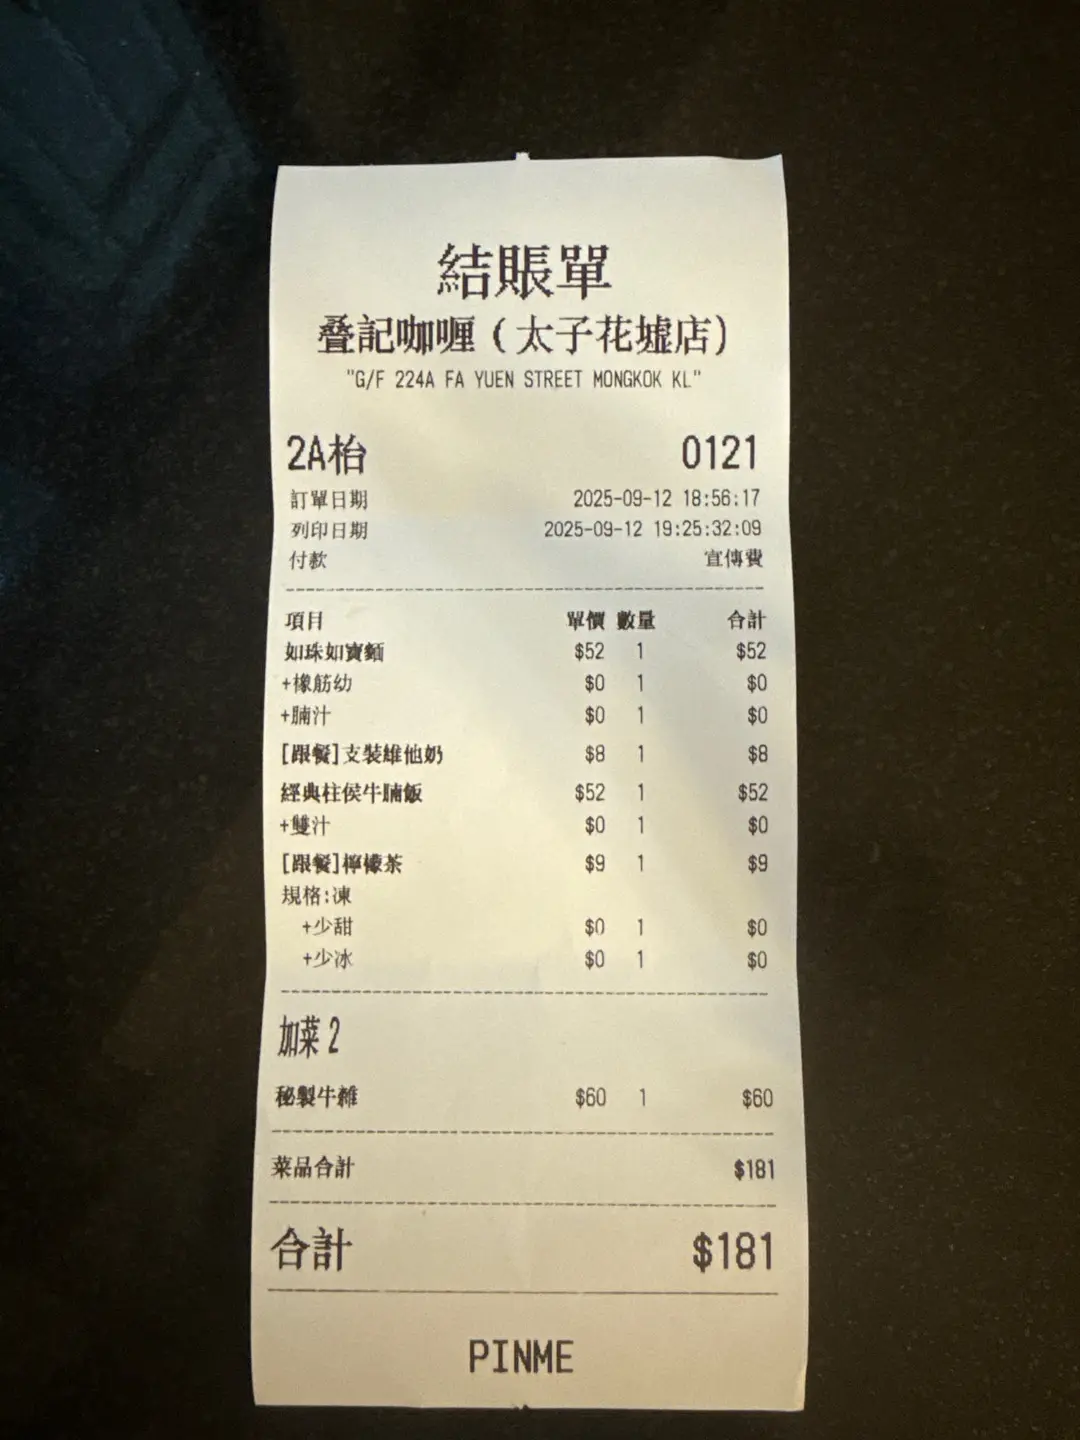 結賬單
叠記咖喱（太子花墟店）
"G/F 224A FA YUEN STREET MONGKOK KL"
2A枱 0121
訂單日期 2025-09-12 18:56:17
列印日期 2025-09-12 19:25:32:09
付款 宣傳費
項目 單價 數量 合計
如珠如寶麵 $52 1 $52
+橡筋幼 $0 1 $0
+腩汁 $0 1 $0
[跟餐]支裝維他奶 $8 1 $8
經典柱侯牛腩飯 $52 1 $52
+雙汁 $0 1 $0
[跟餐]檸檬茶 $9 1 $9
規格:凍
+少甜 $0 1 $0
+少冰 $0 1 $0
加菜 2
秘製牛雜 $60 1 $60
菜品合計 $181
合計 $181
PINME